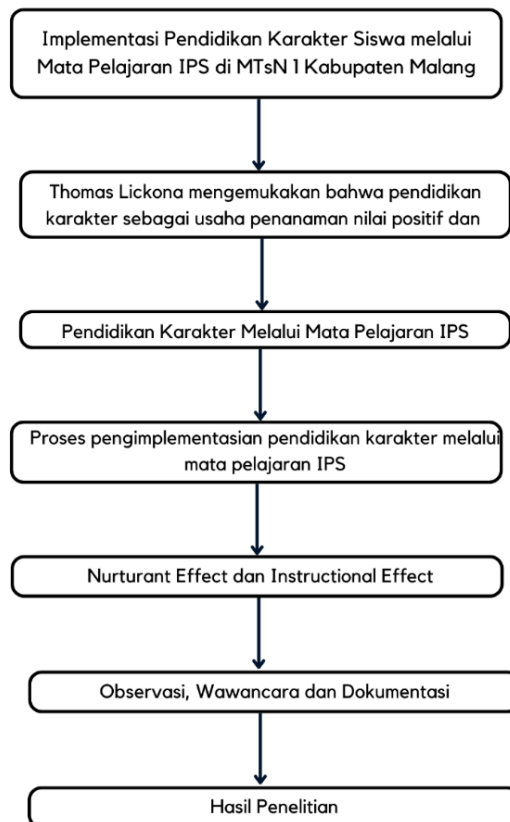 Implementasi Pendidikan Karakter Siswa melalui
Mata Pelajaran IPS di MTsN 1 Kabupaten Malang
Thomas Lickona mengemukakan bahwa pendidikan
karakter sebagai usaha penanaman nilai positif dan
Pendidikan Karakter Melalui Mata Pelajaran IPS
Proses pengimplementasian pendidikan karakter melalui
mata pelajaran IPS
Nurturant Effect dan Instructional Effect
Observasi, Wawancara dan Dokumentasi
Hasil Penelitian